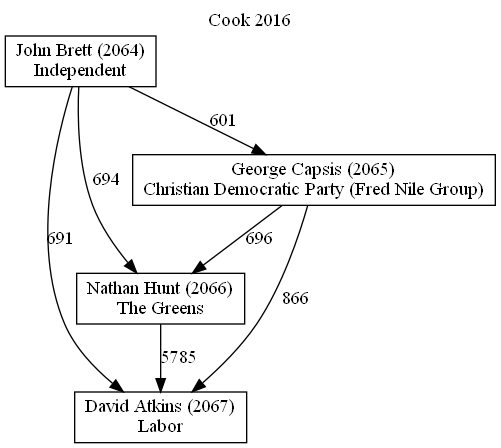 Cook 2016
John Brett (2064)
Independent
601
George Capsis (2065)
Christian Democratic Party (Fred Nile Group)
694
691
696
Nathan Hunt (2066)
The Greens
866
5785
David Atkins (2067)
Labor